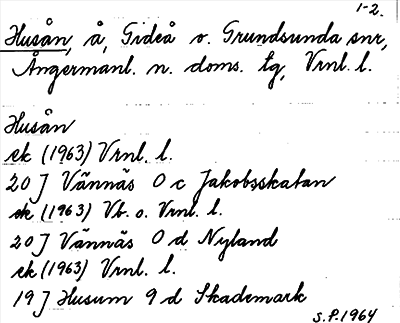 1-2.
Husån, å, Gideå o. Grundsunda snr,
Ångermanl. n. doms. tg, Vrnl. l.
Husån
ek (1963) Vrnl. l.
20 J Vännäs 0 c Jakobsskatan
ek (1963) Vb. o. Vrnl. l.
20 J Vännäs 0 d Nyland
ek (1963) Vrnl. l.
19 J Husum 9 d Skademark
S.P. 1964